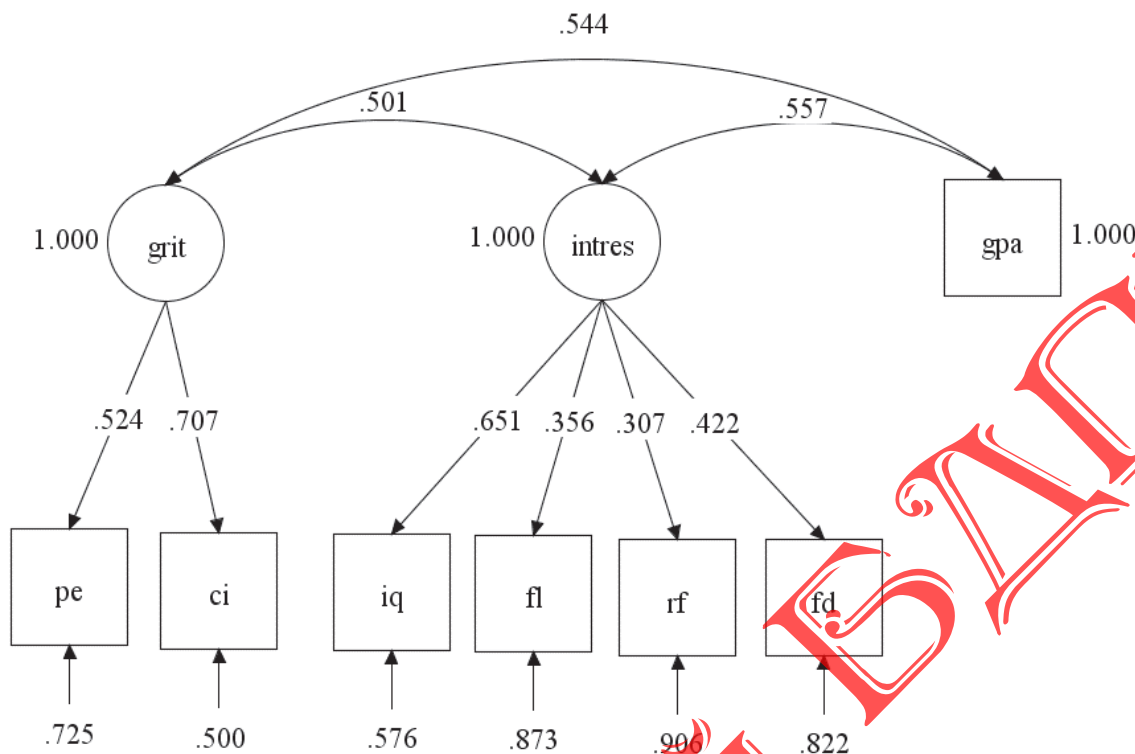 .544
.501
.557
1.000 grit
1.000 intres
gpa 1.000
.524 .707
.651 .356 .307 .422
pe ci iq fl rf fd
.725 .500 .576 .873 .906 .822